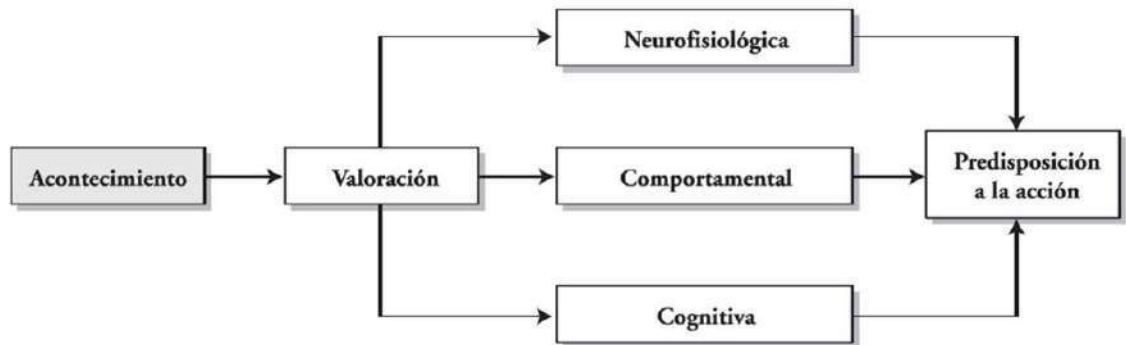 Neurofisiológica
Acontecimiento
Valoración
Comportamental
Predisposición
a la acción
Cognitiva